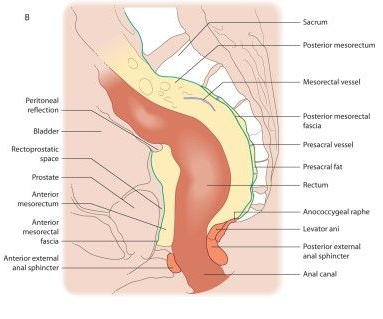 B
Sacrum
Posterior mesorectum
Mesorectal vessel
Posterior mesorectal
fascia
Presacral vessel
Presacral fat
Rectum
Anococcygeal raphe
Levator ani
Posterior external
anal sphincter
Anal canal
Peritoneal
reflection
Bladder
Rectoprostatic
space
Prostate
Anterior
mesorectum
Anterior
mesorectal
fascia
Anterior external
anal sphincter